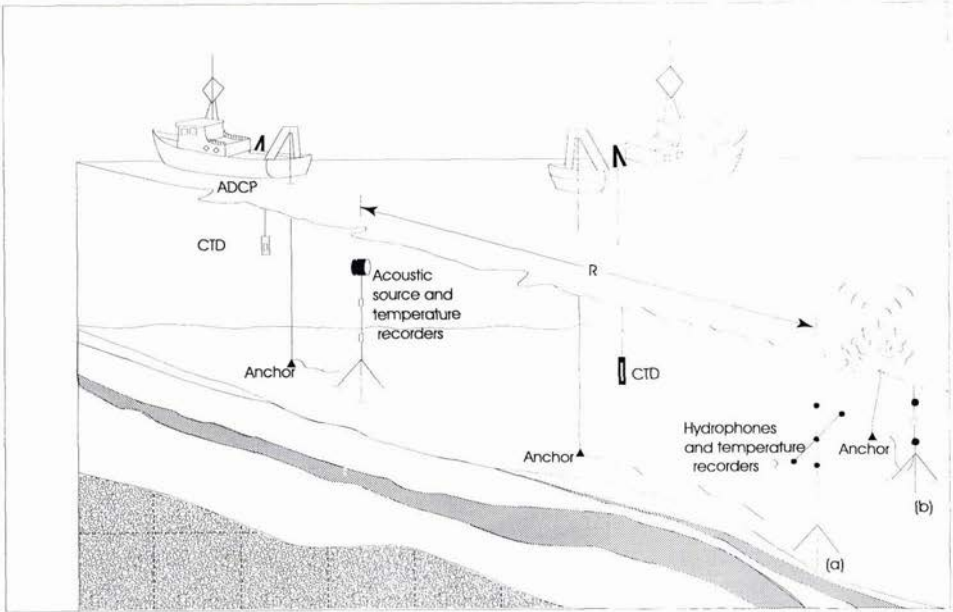 ADCP
CTD
Acoustic
source and
temperature
recorders
R
Anchor
CTD
Anchor
Hydrophones
and temperature
recorders
Anchor
(b)
(a)